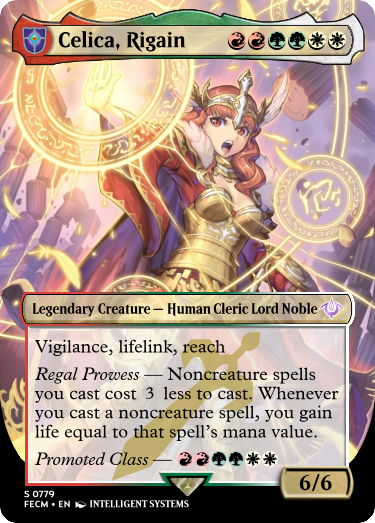 Celica, Rigain
Legendary Creature — Human Cleric Lord Noble
Vigilance, lifelink, reach
Regal Prowess — Noncreature spells
you cast cost 3 less to cast. Whenever
you cast a noncreature spell, you gain
life equal to that spell's mana value.
Promoted Class —
6/6
S 0779
FECM • EN INTELLIGENT SYSTEMS